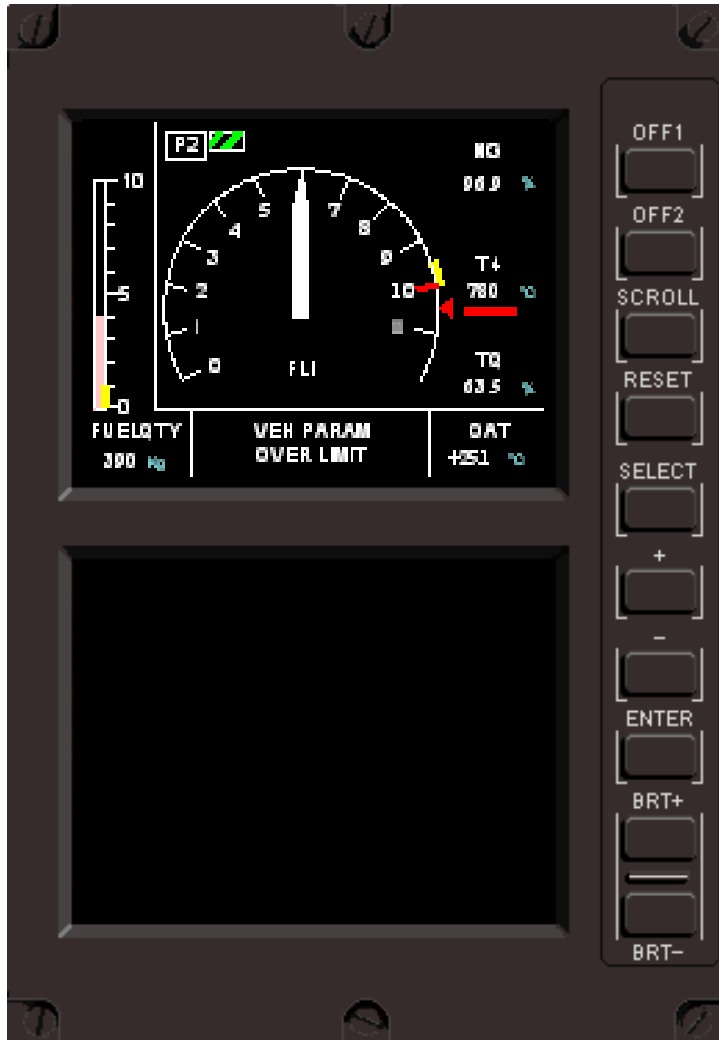 P2
NG
96.9 %
T4
780 °C
TQ
63.5 %
10
5
0
0
1
2
3
4
5
7
8
9
10
FLI
FUEL QTY
390 Kg
VEH PARAM
OVER LIMIT
OAT
+25.1 °C
OFF1
OFF2
SCROLL
RESET
SELECT
+
-
ENTER
BRT+
BRT-